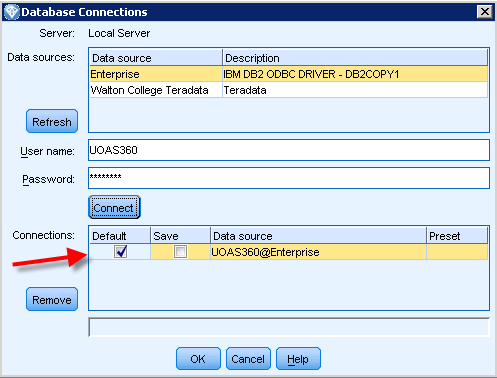 Database Connections
Server: Local Server
Data sources:
Data source Description
Enterprise IBM DB2 ODBC DRIVER - DB2COPY1
Walton College Teradata Teradata
Refresh
User name: UOAS360
Password: ********
Connect
Connections:
Default Save Data source Preset
UOAS360@Enterprise
Remove
OK Cancel Help